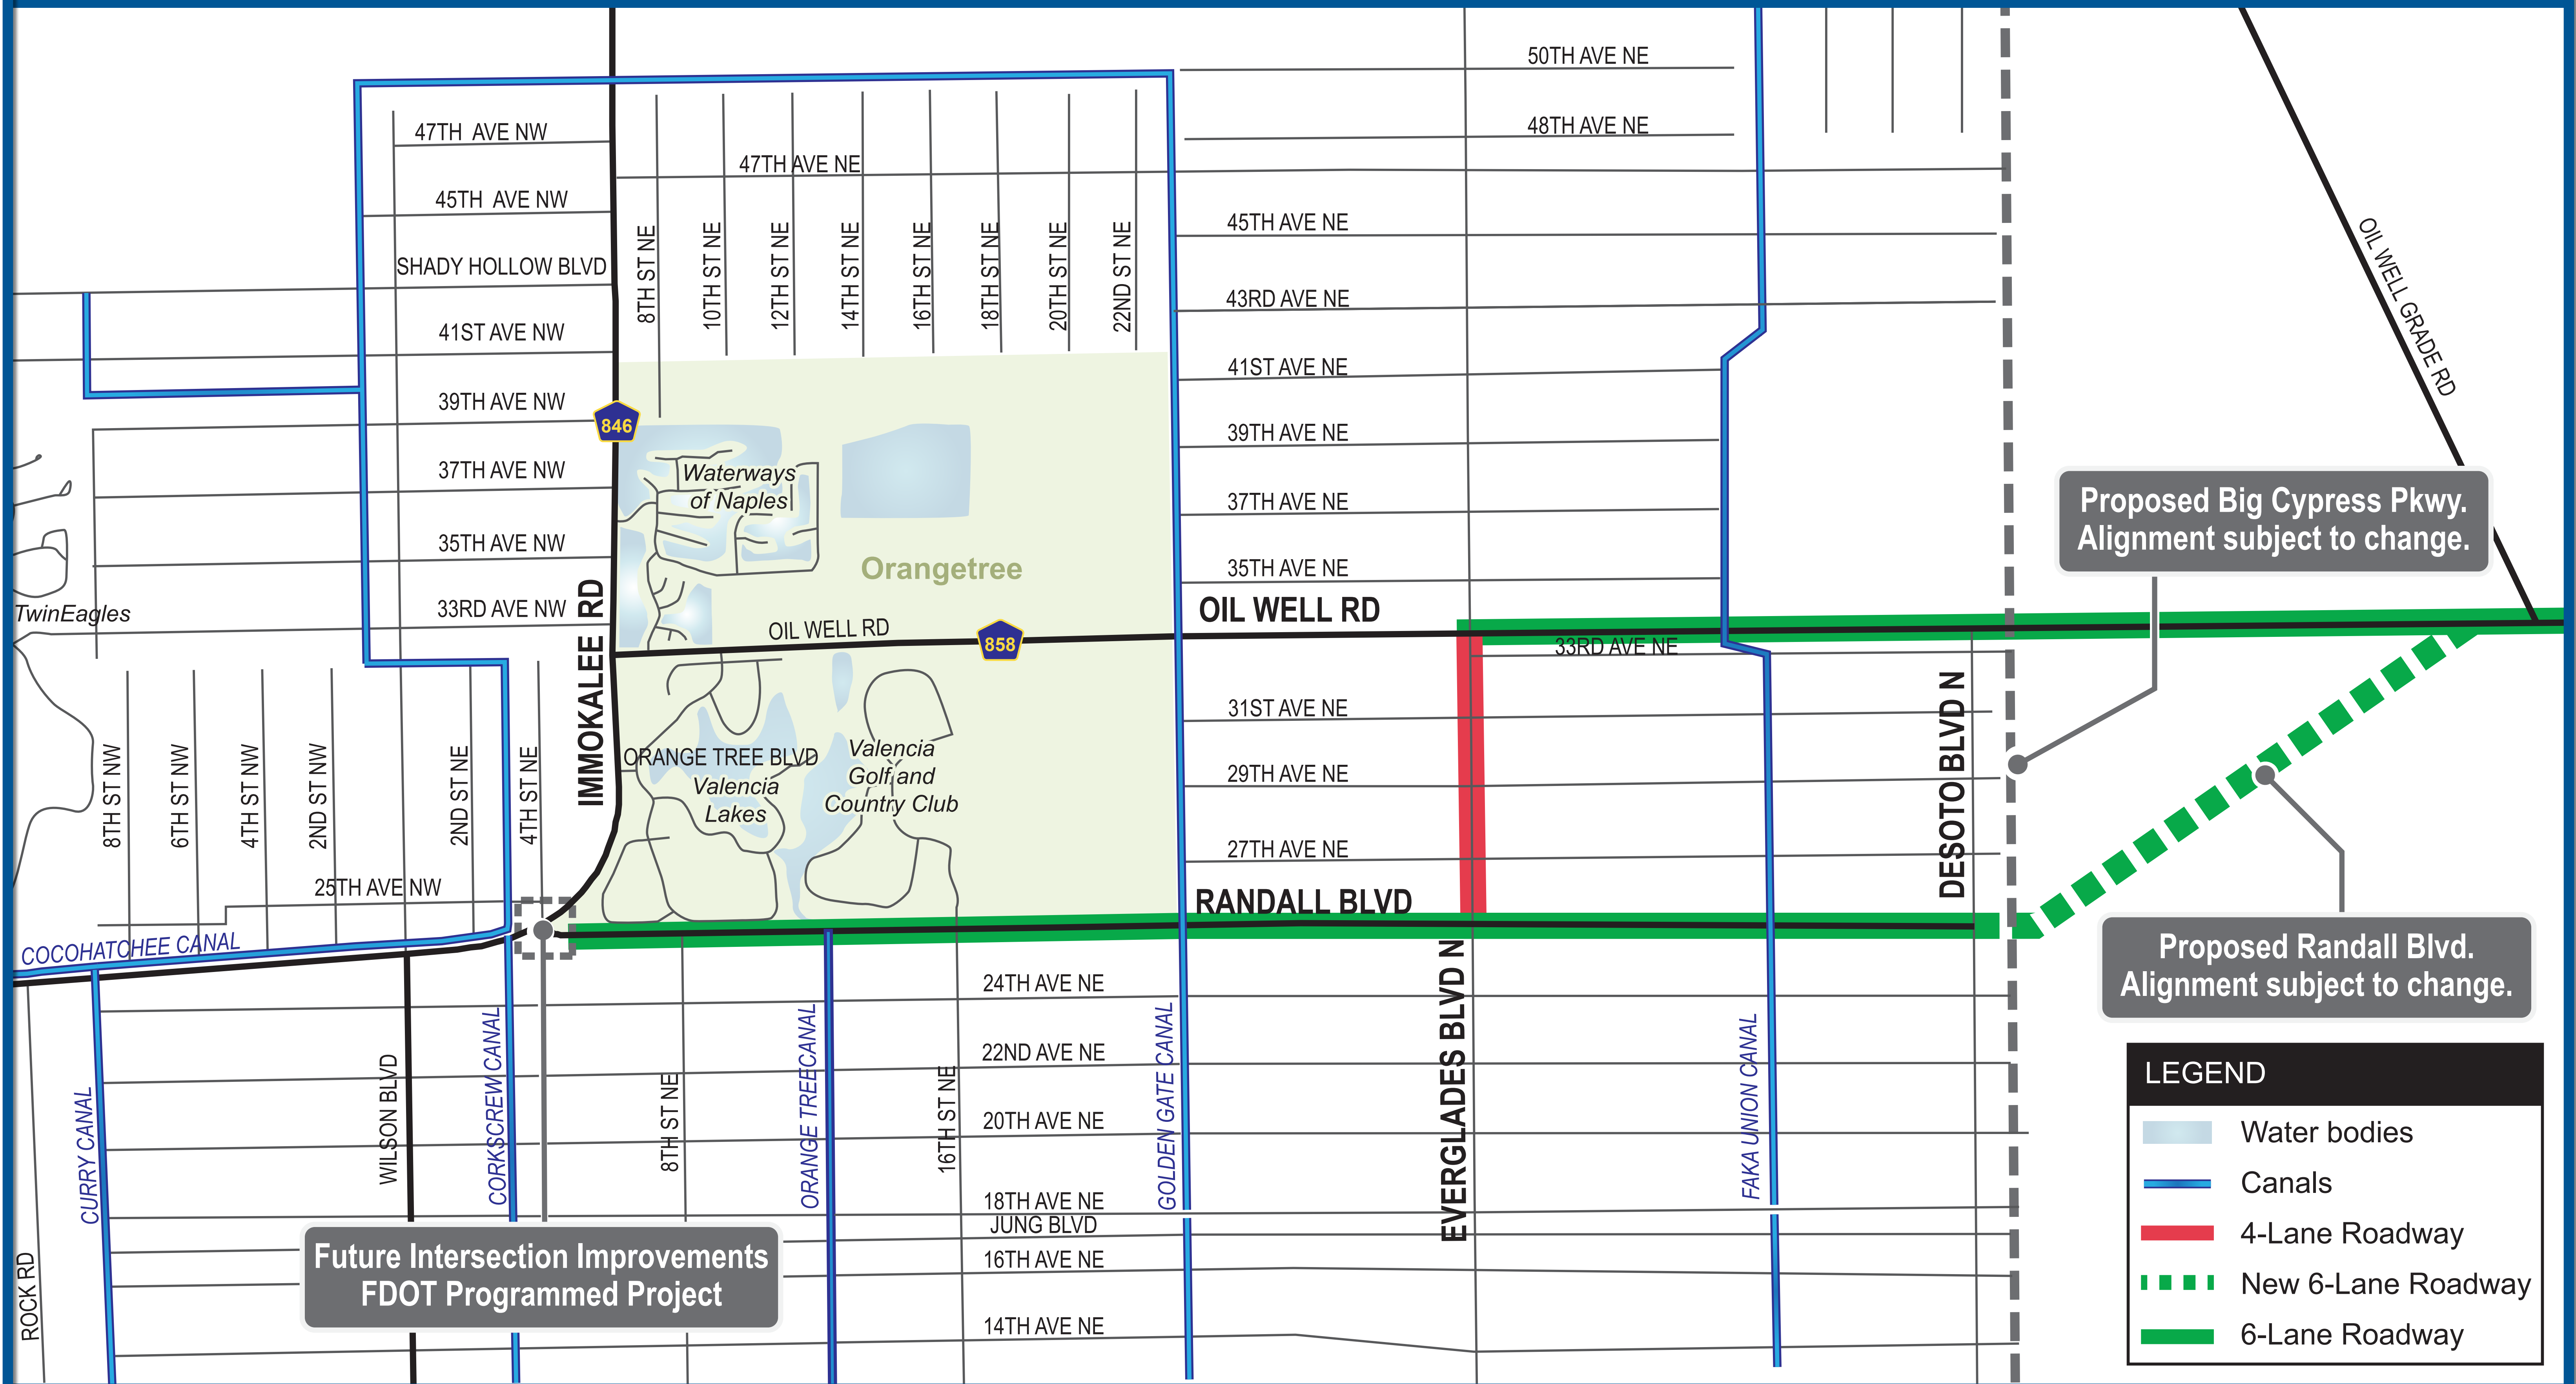 50TH AVE NE
47TH  AVE NW
48TH AVE NE
47TH AVE NE
45TH  AVE NW
45TH AVE NE
8TH ST NE
10TH ST NE
12TH ST NE
14TH ST NE
16TH ST NE
18TH ST NE
20TH ST NE
22ND ST NE
OIL WELL GRADE RD
SHADY HOLLOW BLVD
43RD AVE NE
41ST AVE NW
41ST AVE NE
39TH AVE NW
846
39TH AVE NE
37TH AVE NW
Waterways
of Naples
37TH AVE NE
Proposed Big Cypress Pkwy.
Alignment subject to change.
35TH AVE NW
Orangetree
35TH AVE NE
TwinEagles
33RD AVE NW
IMMOKALEE RD
OIL WELL RD
858
OIL WELL RD
33RD AVE NE
31ST AVE NE
DESOTO BLVD N
8TH ST NW
6TH ST NW
4TH ST NW
2ND ST NW
2ND ST NE
4TH ST NE
ORANGE TREE BLVD
Valencia
Lakes
Valencia
Golf and
Country Club
29TH AVE NE
27TH AVE NE
25TH AVE NW
RANDALL BLVD
COCOHATCHEE CANAL
Proposed Randall Blvd.
Alignment subject to change.
24TH AVE NE
EVERGLADES BLVD N
CURRY CANAL
WILSON BLVD
CORKSCREW CANAL
8TH ST NE
ORANGE TREECANAL
16TH ST NE
22ND AVE NE
GOLDEN GATE CANAL
FAKA UNION CANAL
20TH AVE NE
18TH AVE NE
JUNG BLVD
16TH AVE NE
14TH AVE NE
ROCK RD
Future Intersection Improvements
FDOT Programmed Project
LEGEND
Water bodies
Canals
4-Lane Roadway
New 6-Lane Roadway
6-Lane Roadway